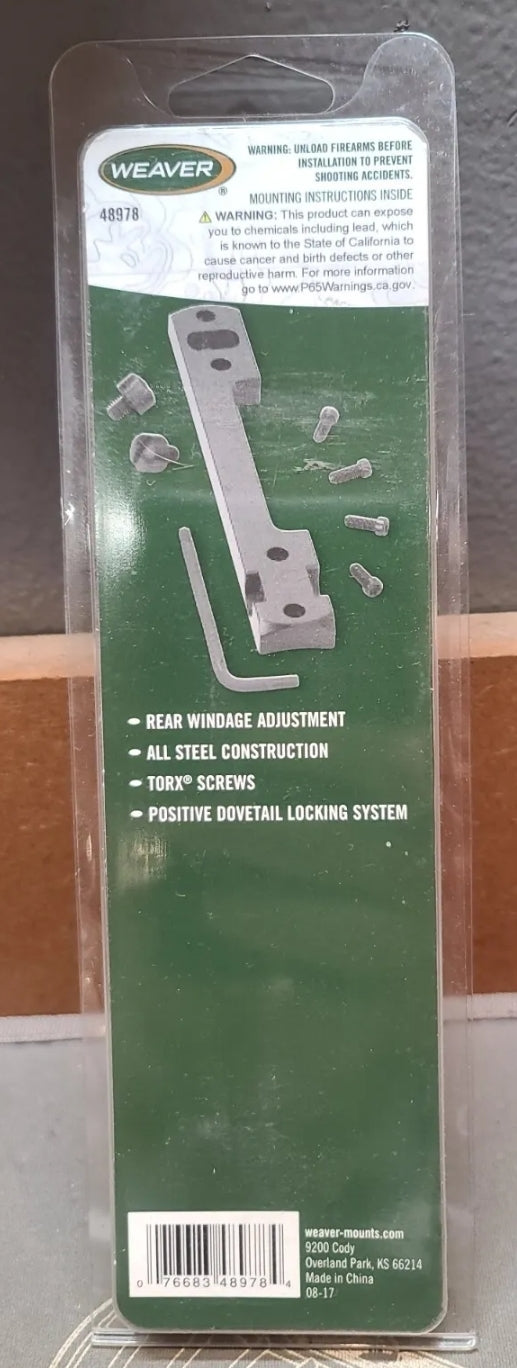 WEAVER®
48978
WARNING: UNLOAD FIREARMS BEFORE
INSTALLATION TO PREVENT
SHOOTING ACCIDENTS.
MOUNTING INSTRUCTIONS INSIDE
⚠ WARNING: This product can expose
you to chemicals including lead, which
is known to the State of California to
cause cancer and birth defects or other
reproductive harm. For more information
go to www.P65Warnings.ca.gov.
• REAR WINDAGE ADJUSTMENT
• ALL STEEL CONSTRUCTION
• TORX® SCREWS
• POSITIVE DOVETAIL LOCKING SYSTEM
0 76683 48978 4
weaver-mounts.com
9200 Cody
Overland Park, KS 66214
Made in China
08-17